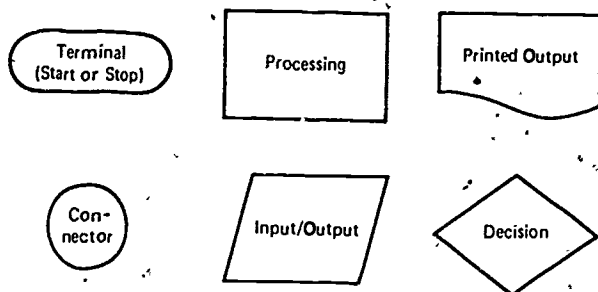 Terminal
(Start or Stop)
Processing
Printed Output
Con-
nector
Input/Output
Decision